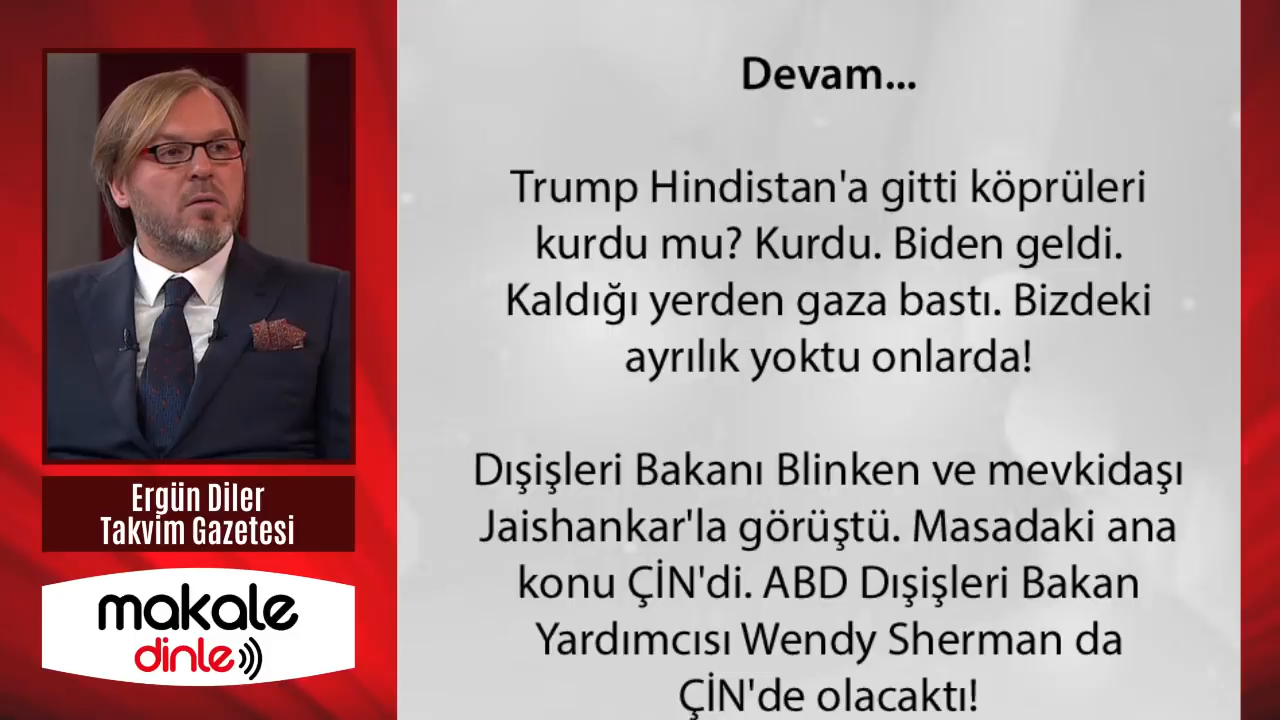 Devam...
Trump Hindistan'a gitti köprüleri
kurdu mu? Kurdu. Biden geldi.
Kaldığı yerden gaza bastı. Bizdeki
ayrılık yoktu onlarda!
Dışişleri Bakanı Blinken ve mevkidaşı
Jaishankar'la görüştü. Masadaki ana
konu ÇİN'di. ABD Dışişleri Bakan
Yardımcısı Wendy Sherman da
ÇİN'de olacaktı!
Ergün Diler
Takvim Gazetesi
makale
dinle